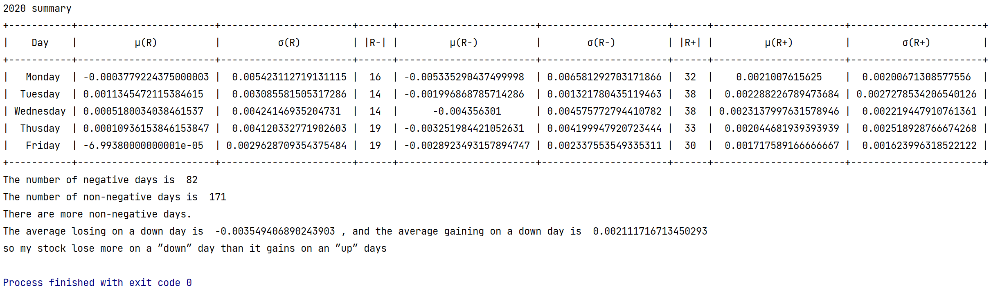 2020 summary
+-----------+------------------------+-----------------------+------+------------------------+----------------------+------+-----------------------+-----------------------+
|    Day    |          μ(R)          |          σ(R)         | |R-| |         μ(R-)          |        σ(R-)         | |R+| |         μ(R+)         |         σ(R+)         |
+-----------+------------------------+-----------------------+------+------------------------+----------------------+------+-----------------------+-----------------------+
|   Monday  | -0.0003779224375000003 |  0.005423112719131115 |  16  | -0.005335290437499998  | 0.006581292703171866 |  32  |    0.0021007615625    |  0.00200671308577556  |
|  Tuesday  | 0.0011345472115384615  |  0.003085581505317286 |  14  | -0.001996868785714286  | 0.001321780435119463 |  38  |  0.002288226789473684 | 0.0027278534206540126 |
| Wednesday | 0.0005180034038461537  |  0.00424146935204731  |  14  |      -0.004356301      | 0.004575772794410782 |  38  | 0.0023137997631578946 |  0.002219447910761361 |
|  Thusday  | 0.00010936153846153847 |  0.004120332771902603 |  19  | -0.003251984421052631  | 0.004199947920723444 |  33  |  0.002044681939393939 |  0.002518928766674268 |
|   Friday  | -6.99380000000001e-05  | 0.0029628709354375484 |  19  | -0.0028923493157894747 | 0.002337553549335311 |  30  |  0.001717589166666667 |  0.001623996318522122 |
+-----------+------------------------+-----------------------+------+------------------------+----------------------+------+-----------------------+-----------------------+
The number of negative days is  82
The number of non-negative days is  171
There are more non-negative days.
The average losing on a down day is  -0.003549406890243903 , and the average gaining on a down day is  0.002111716713450293
so my stock lose more on a ”down” day than it gains on an ”up” days
Process finished with exit code 0